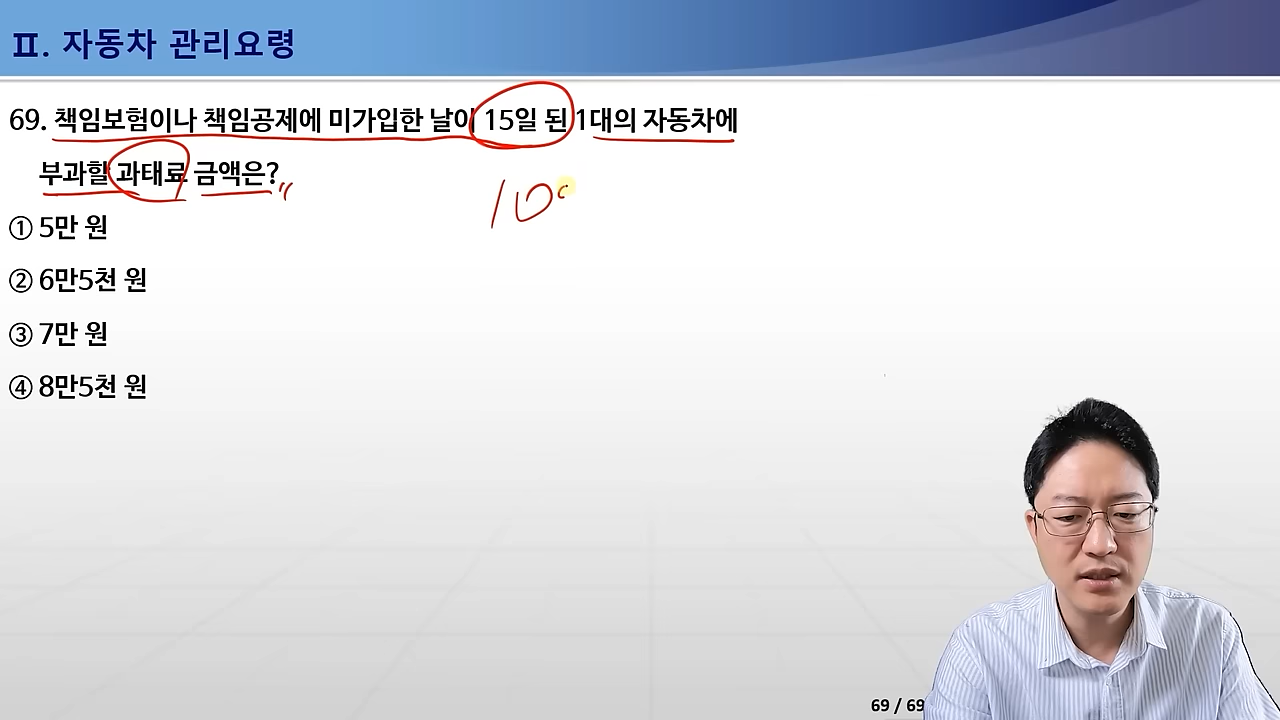 Ⅱ. 자동차 관리요령
69. 책임보험이나 책임공제에 미가입한 날이 15일 된 1대의 자동차에
부과할 과태료 금액은?
10
① 5만 원
② 6만5천 원
③ 7만 원
④ 8만5천 원
69 / 69